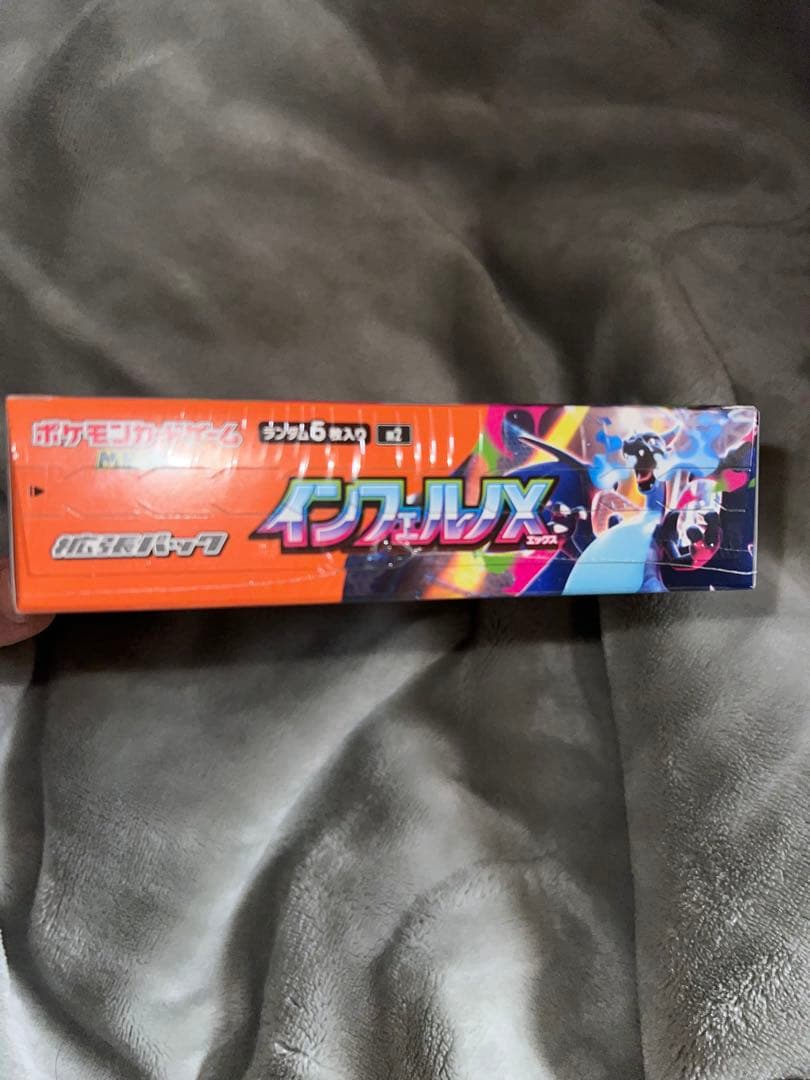 ポケモンカードゲーム
ランダム6枚入り
M2
拡張パック
インフェルノX
エックス